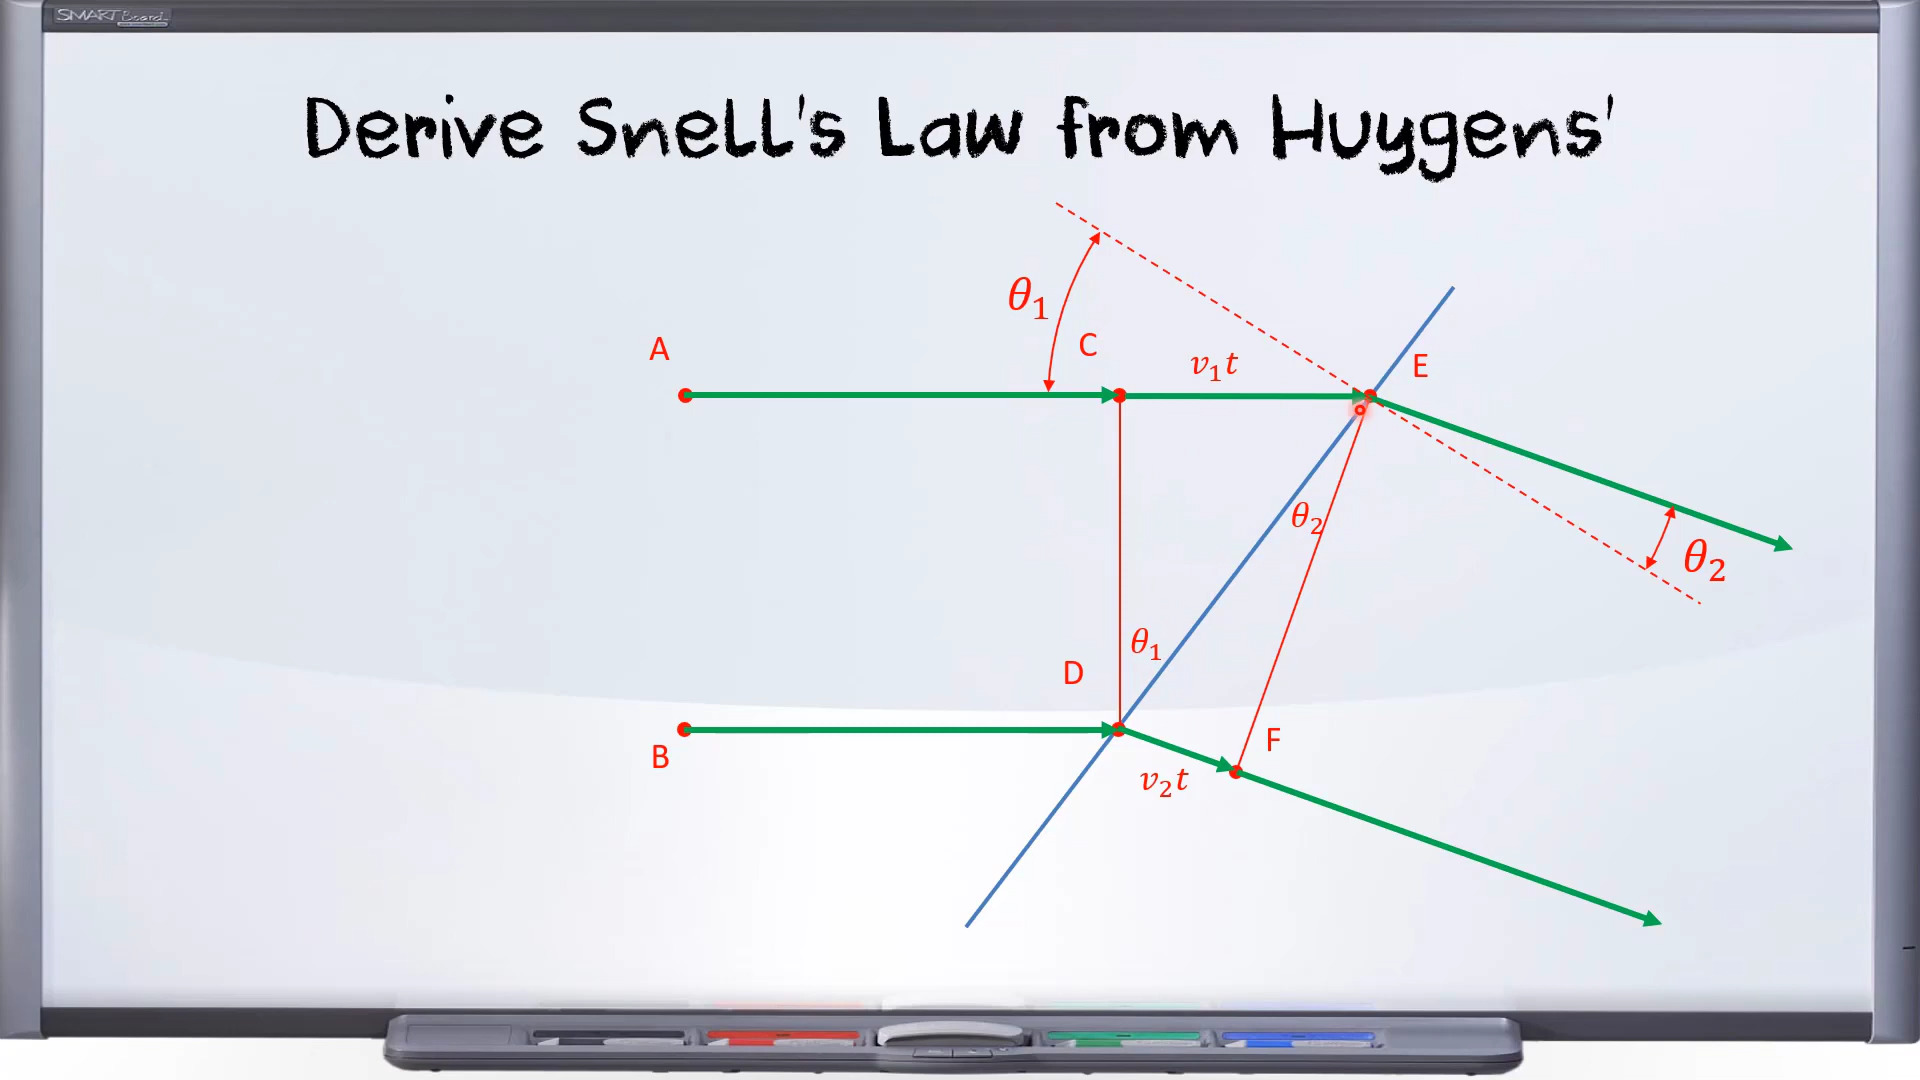 SMART Board
Derive Snell's Law from Huygens'
θ₁
A
C
v₁t
E
θ₂
θ₂
θ₁
D
B
F
v₂t